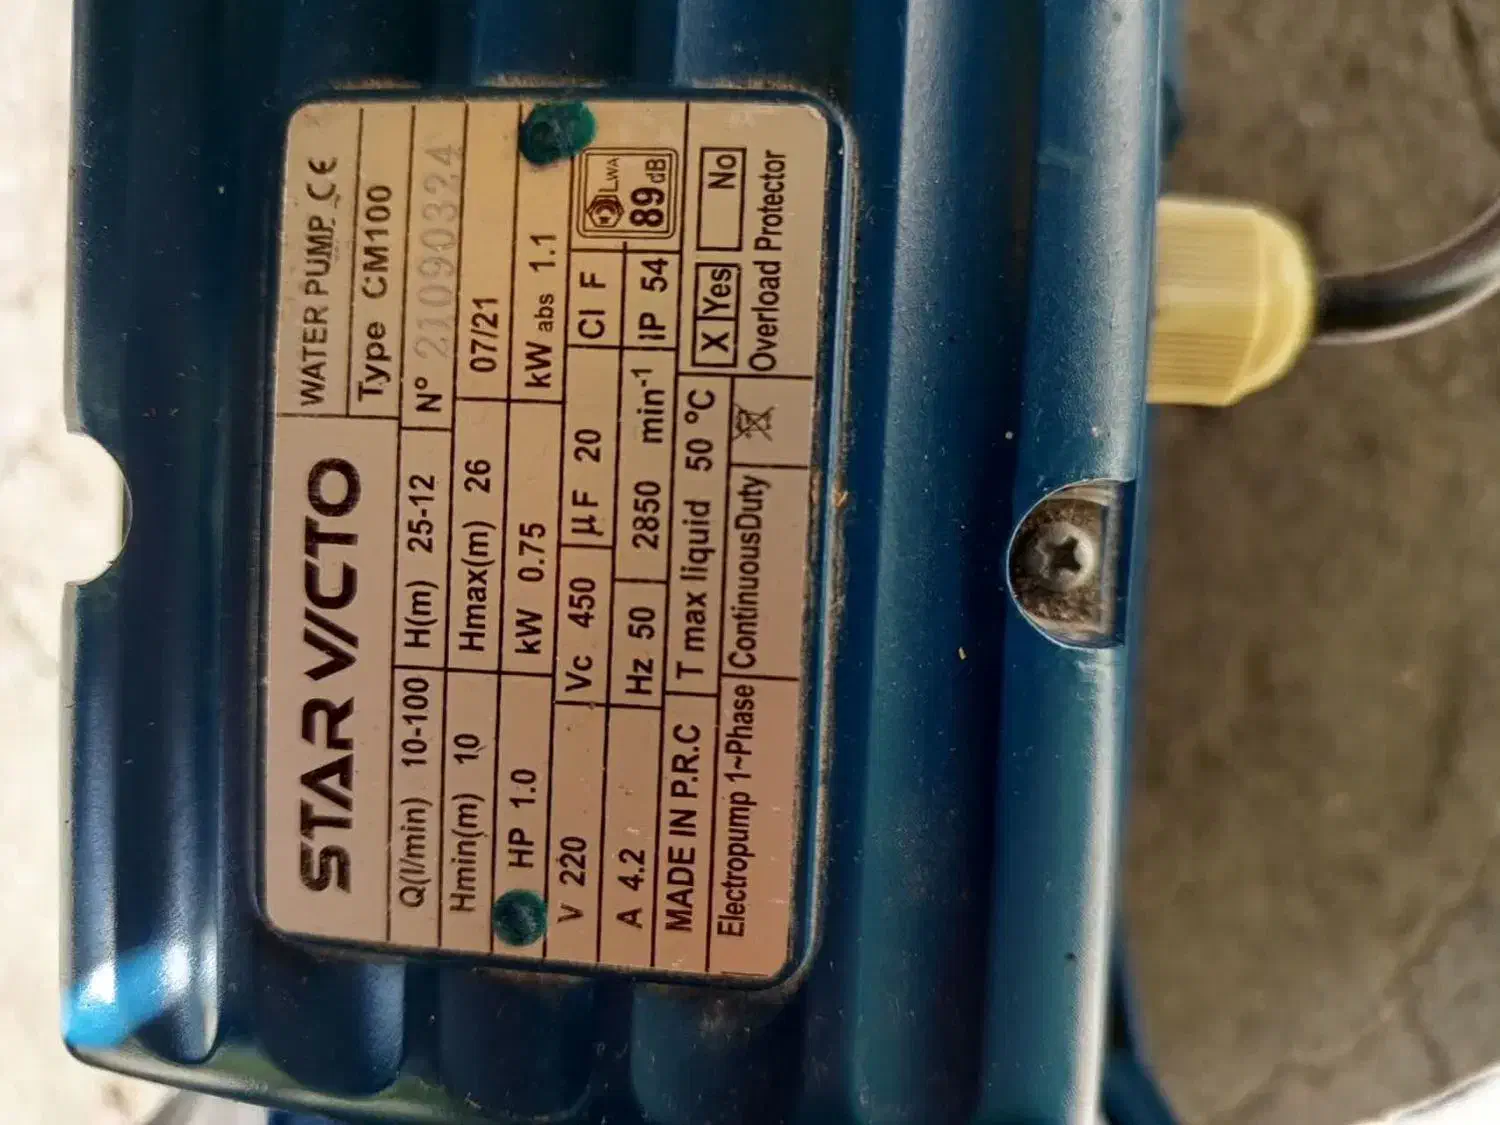 STAR VICTO
WATER PUMP CE
Type CM100
Q(l/min) 10-100 H(m) 25-12 N° 21090324
Hmin(m) 10 Hmax(m) 26 07/21
HP 1.0 kW 0.75 kW abs 1.1
V 220 Vc 450 µF 20 Cl F
A 4.2 Hz 50 2850 min-1 IP 54
LWA
89 dB
MADE IN P.R.C T max liquid 50 °C X Yes No
Electropump 1~Phase ContinuousDuty Overload Protector